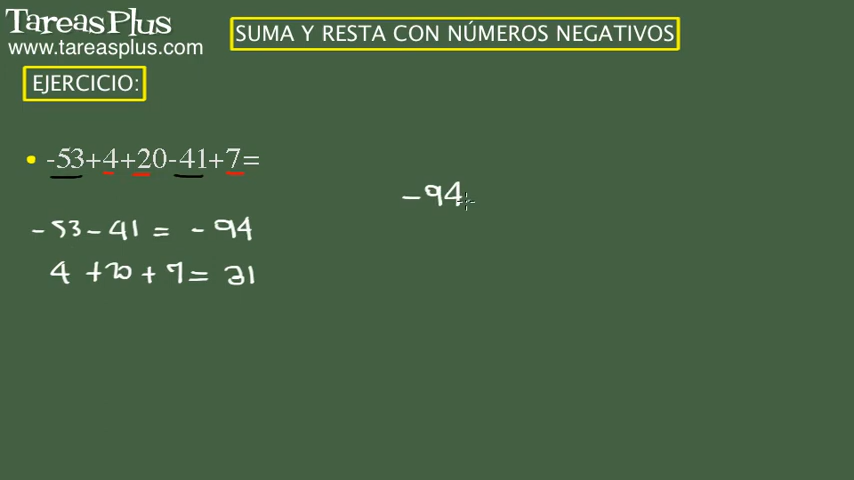 TAREASPLUS
www.tareasplus.com
SUMA Y RESTA CON NÚMEROS NEGATIVOS
EJERCICIO:
-53+4+20-41+7=
-94
-53-41 = -94
4 +20 + 7 = 31